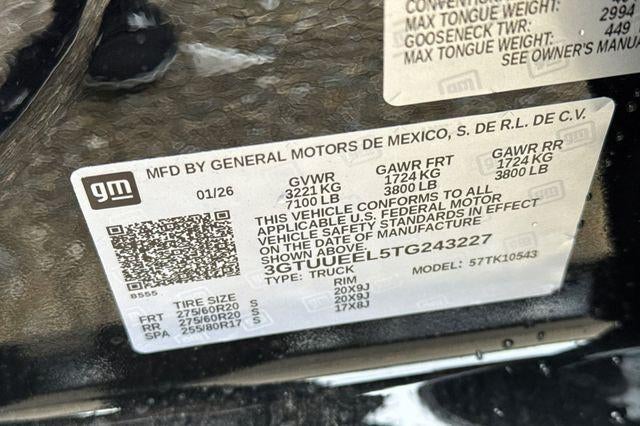 CONVENTIONAL
MAX TONGUE WEIGHT:
GOOSENECK TWR: 2994
MAX TONGUE WEIGHT: 449
SEE OWNER'S MANUA
gm
MFD BY GENERAL MOTORS DE MEXICO, S. DE R.L. DE C.V.
01/26 GVWR GAWR FRT GAWR RR
3221 KG 1724 KG 1724 KG
7100 LB 3800 LB 3800 LB
THIS VEHICLE CONFORMS TO ALL
APPLICABLE U.S. FEDERAL MOTOR
VEHICLE SAFETY STANDARDS IN EFFECT
ON THE DATE OF MANUFACTURE
SHOWN ABOVE.
3GTUUEEL5TG243227
TYPE: TRUCK MODEL: 57TK10543
8555
TIRE SIZE RIM
FRT 275/60R20 S 20X9J
RR 275/60R20 S 20X9J
SPA 255/80R17 S 17X8J